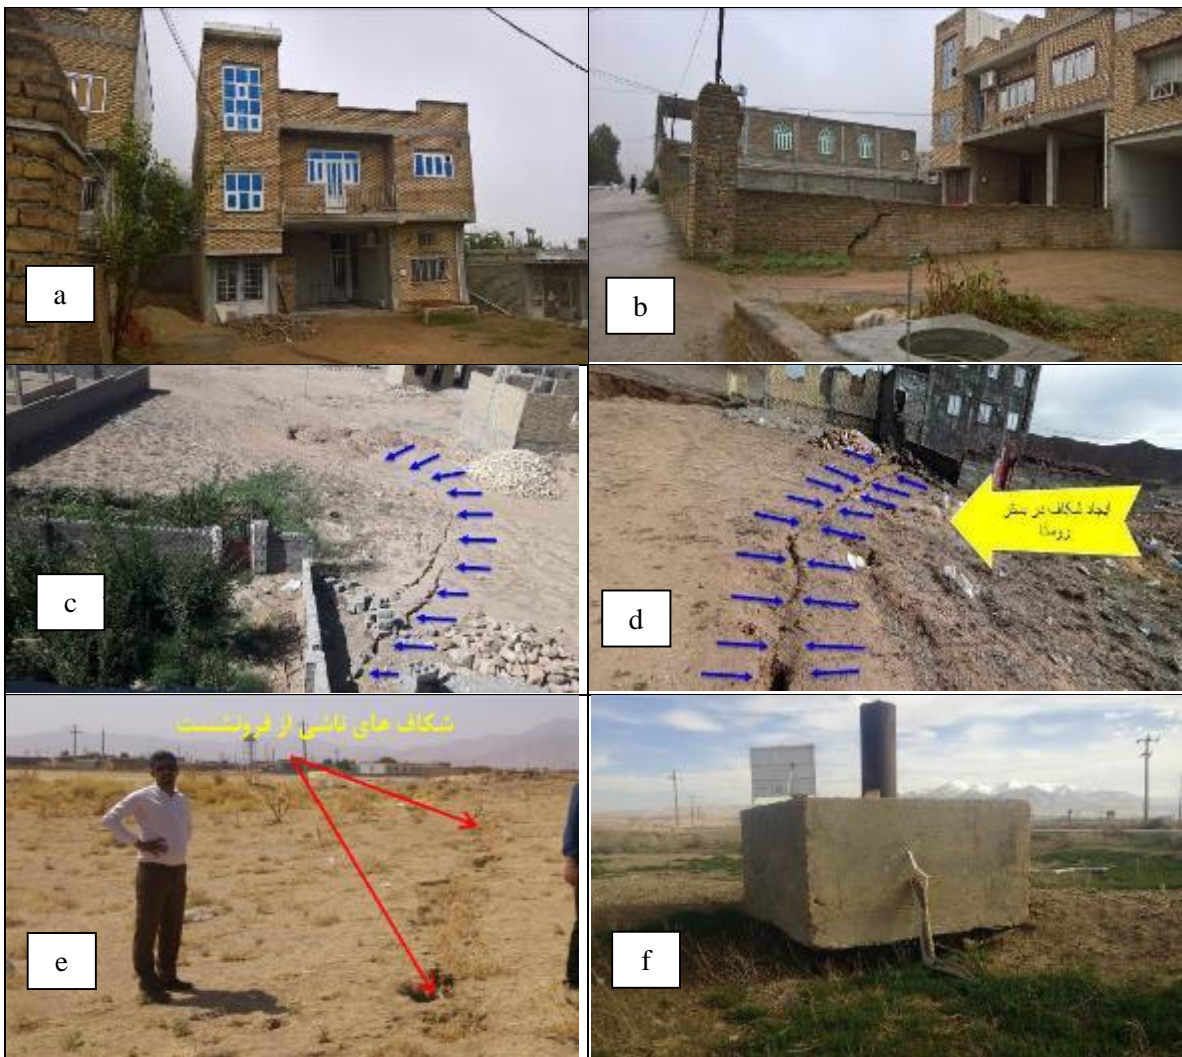 a
b
c
d
ایجاد شکاف در بستر
روستا
شکاف های ناشی از فرونشست
e
f